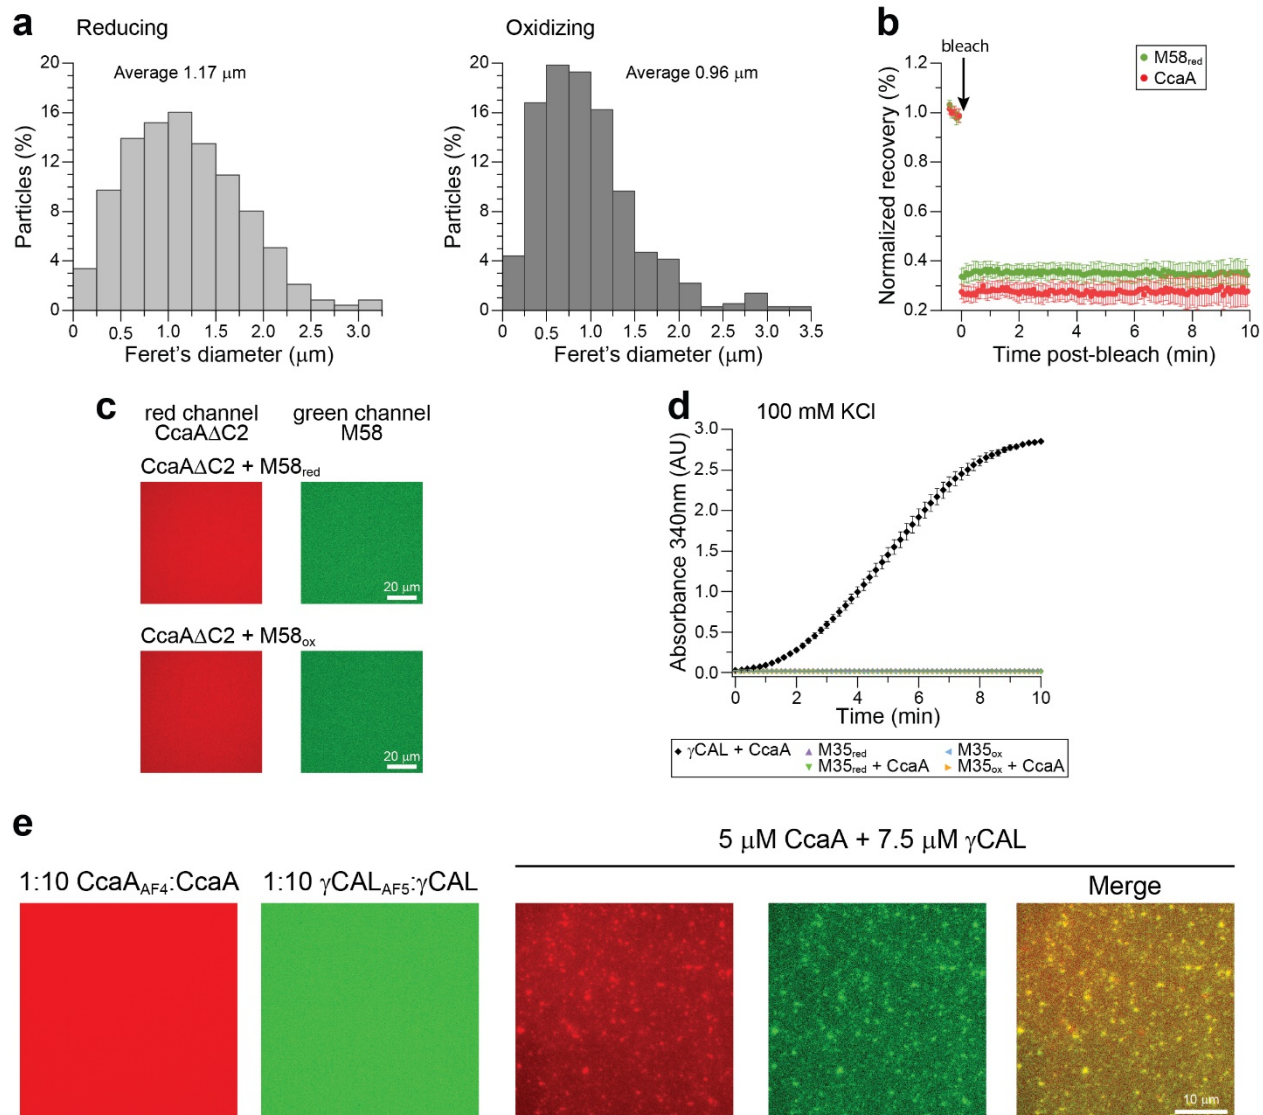 a
Reducing
Average 1.17 μm
Particles (%)
20
16
12
8
4
0
0
0.5
1.0
1.5
2.0
2.5
3.0
Feret's diameter (μm)
Oxidizing
Average 0.96 μm
Particles (%)
20
16
12
8
4
0
0
0.5
1.0
1.5
2.0
2.5
3.0
3.5
Feret's diameter (μm)
b
bleach
M58red
CcaA
Normalized recovery (%)
1.2
1.0
0.8
0.6
0.4
0.2
0
2
4
6
8
10
Time post-bleach (min)
c
red channel
CcaAΔC2
green channel
M58
CcaAΔC2 + M58red
20 μm
CcaAΔC2 + M58ox
20 μm
d
100 mM KCl
Absorbance 340nm (AU)
3.0
2.5
2.0
1.5
1.0
0.5
0.0
0
2
4
6
8
10
Time (min)
γCAL + CcaA
M35red
M35ox
M35red + CcaA
M35ox + CcaA
e
5 μM CcaA + 7.5 μM γCAL
1:10 CcaAAF4:CcaA
1:10 γCALAF5:γCAL
Merge
10 μm